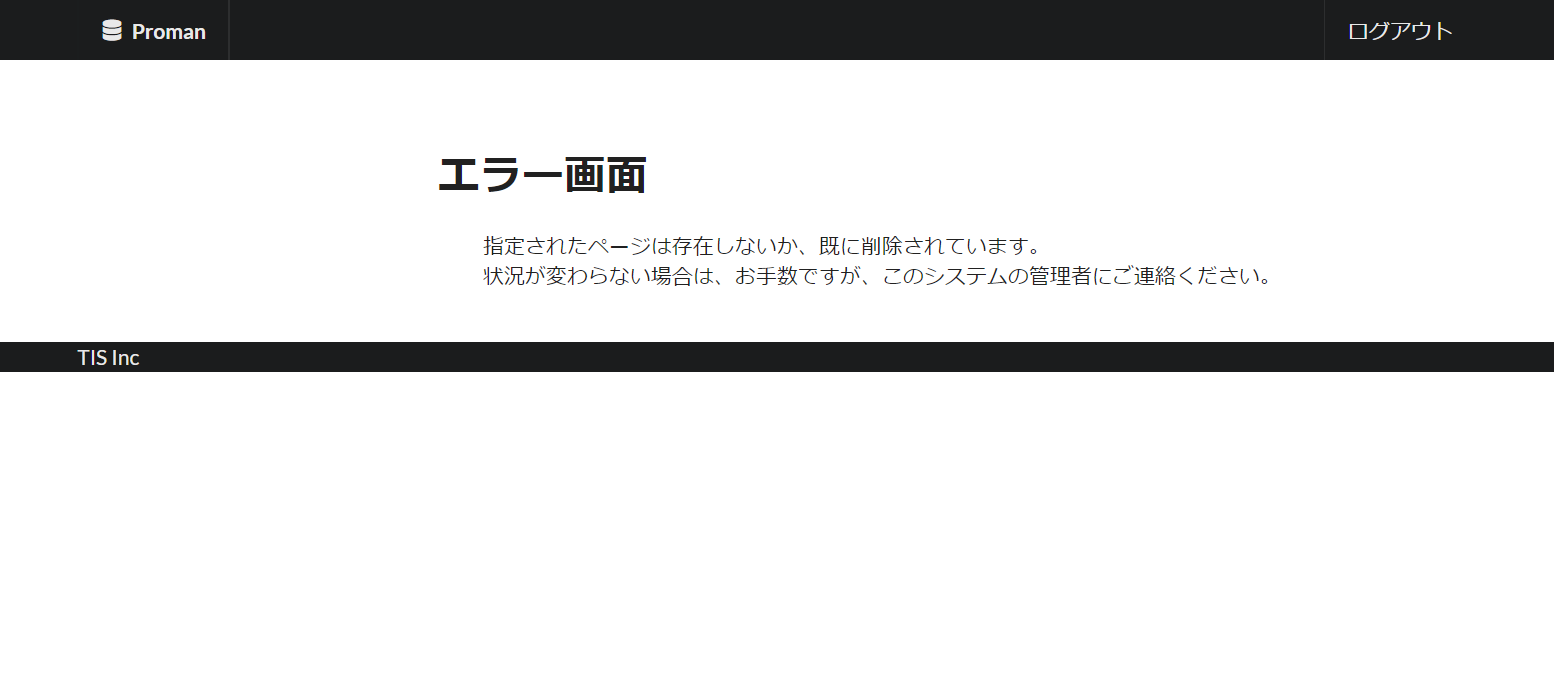 Proman
ログアウト
エラー画面
指定されたページは存在しないか、既に削除されています。
状況が変わらない場合は、お手数ですが、このシステムの管理者にご連絡ください。
TIS Inc